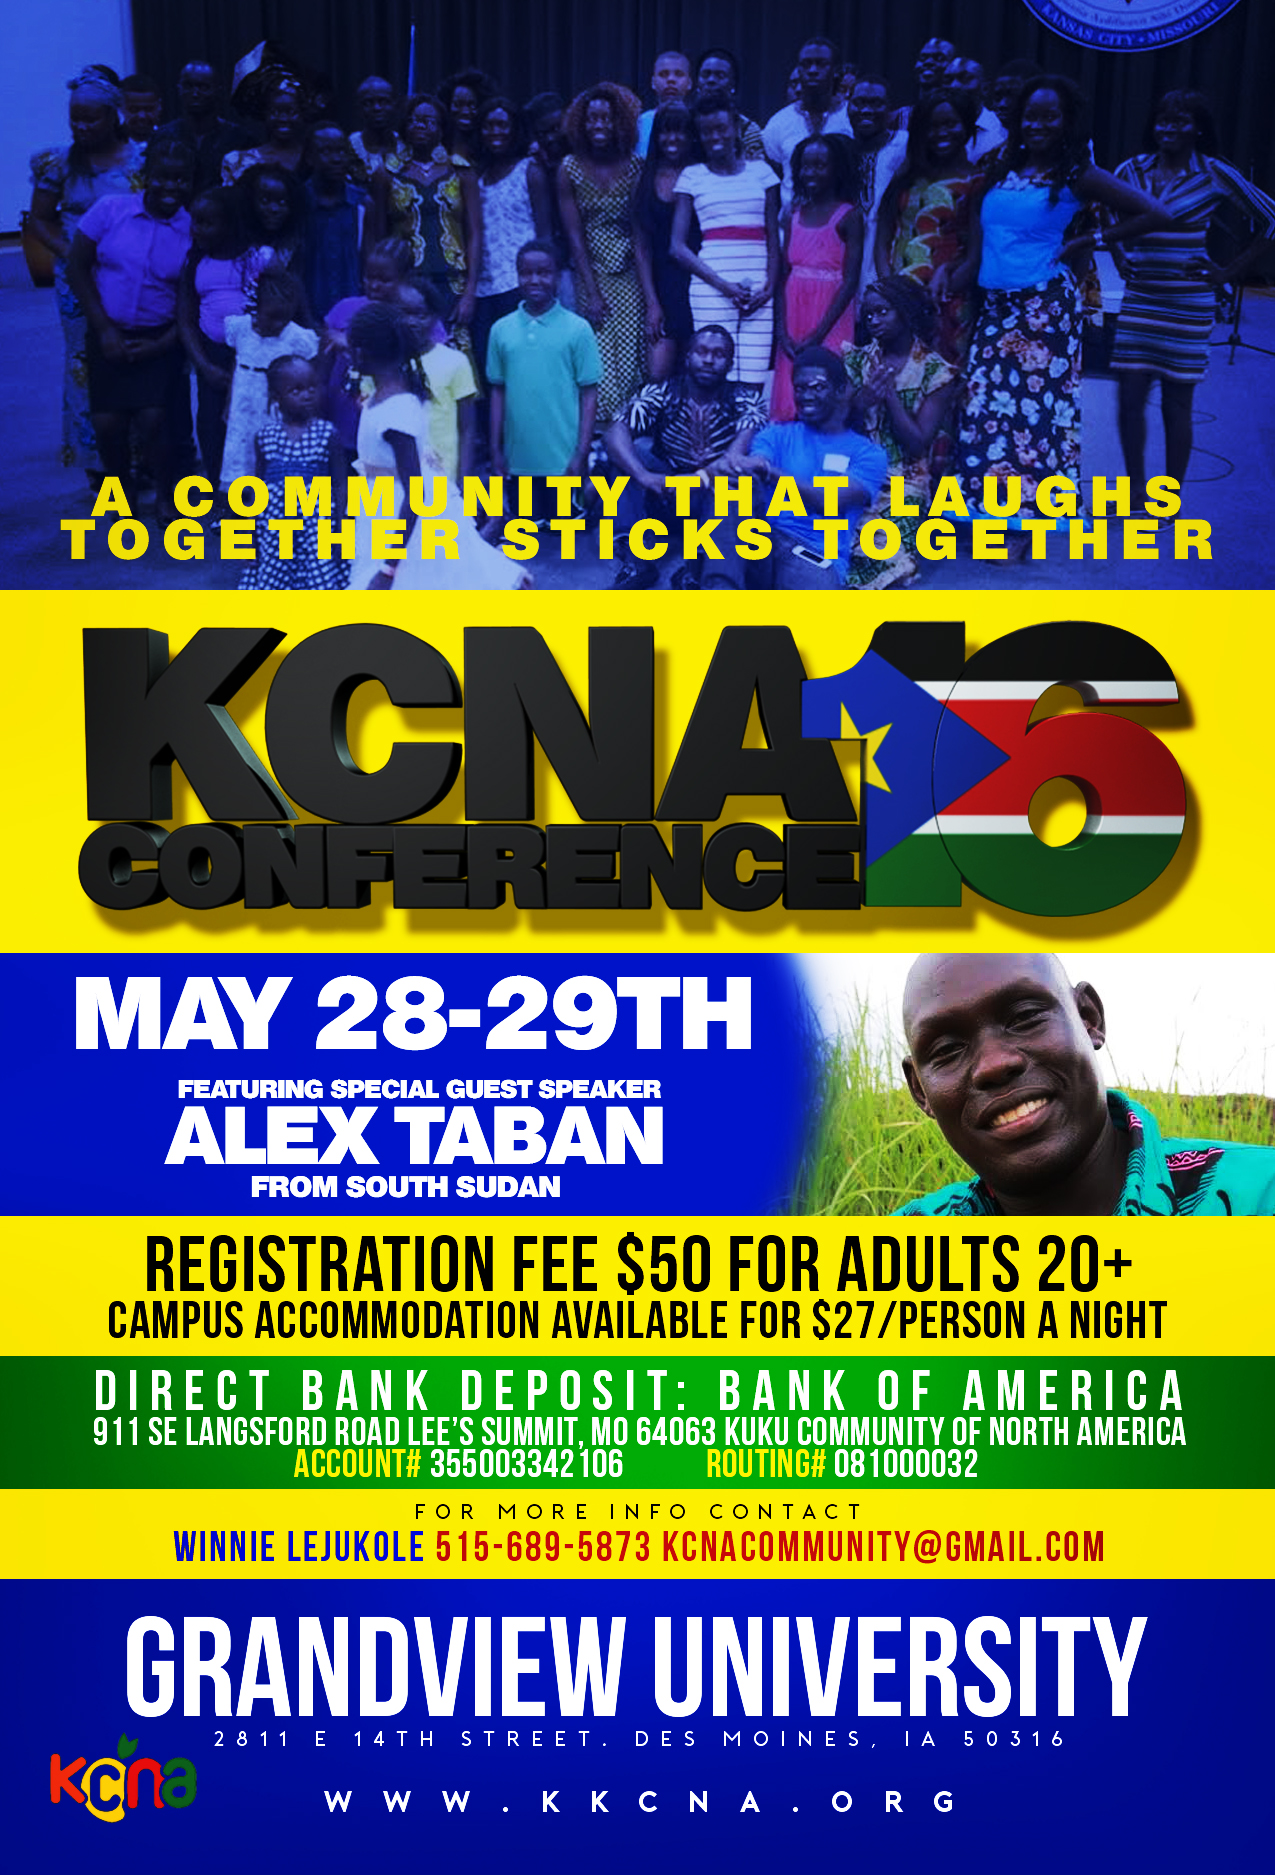 KANSAS CITY • MISSOURI
A COMMUNITY THAT LAUGHS
TOGETHER STICKS TOGETHER
KCNA16
CONFERENCE
MAY 28-29TH
FEATURING SPECIAL GUEST SPEAKER
ALEX TABAN
FROM SOUTH SUDAN
REGISTRATION FEE $50 FOR ADULTS 20+
CAMPUS ACCOMMODATION AVAILABLE FOR $27/PERSON A NIGHT
DIRECT BANK DEPOSIT: BANK OF AMERICA
911 SE LANGSFORD ROAD LEE'S SUMMIT, MO 64063 KUKU COMMUNITY OF NORTH AMERICA
ACCOUNT# 355003342106 ROUTING# 081000032
FOR MORE INFO CONTACT
WINNIE LEJUKOLE 515-689-5873 KCNACOMMUNITY@GMAIL.COM
GRANDVIEW UNIVERSITY
2811 E 14TH STREET. DES MOINES, IA 50316
kcna
WWW.KKCNA.ORG